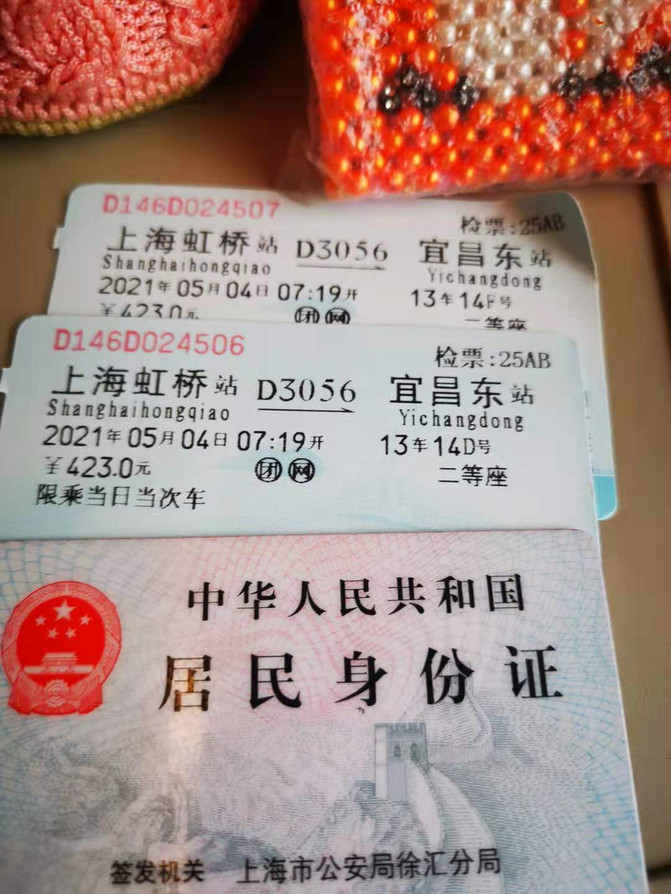 D146D024507
检票:25AB
上海虹桥站 D3056 宜昌东站
Shanghaihongqiao Yichangdong
2021年05月04日07:19开 13车14F号
￥423.0元 团 网 二等座
D146D024506
检票:25AB
上海虹桥站 D3056 宜昌东站
Shanghaihongqiao Yichangdong
2021年05月04日07:19开 13车14D号
￥423.0元 团 网 二等座
限乘当日当次车
中华人民共和国
居民身份证
签发机关 上海市公安局徐汇分局